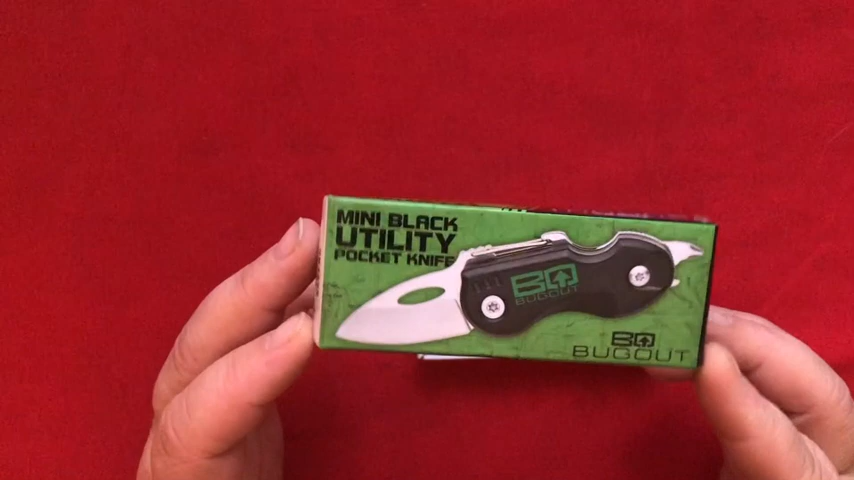 MINI BLACK
UTILITY
POCKET KNIFE
BO
BUGOUT
BO
BUGOUT